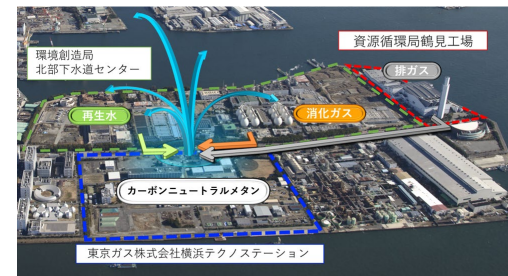 環境創造局
北部下水道センター
資源循環局鶴見工場
排ガス
再生水
消化ガス
カーボンニュートラルメタン
東京ガス株式会社横浜テクノステーション